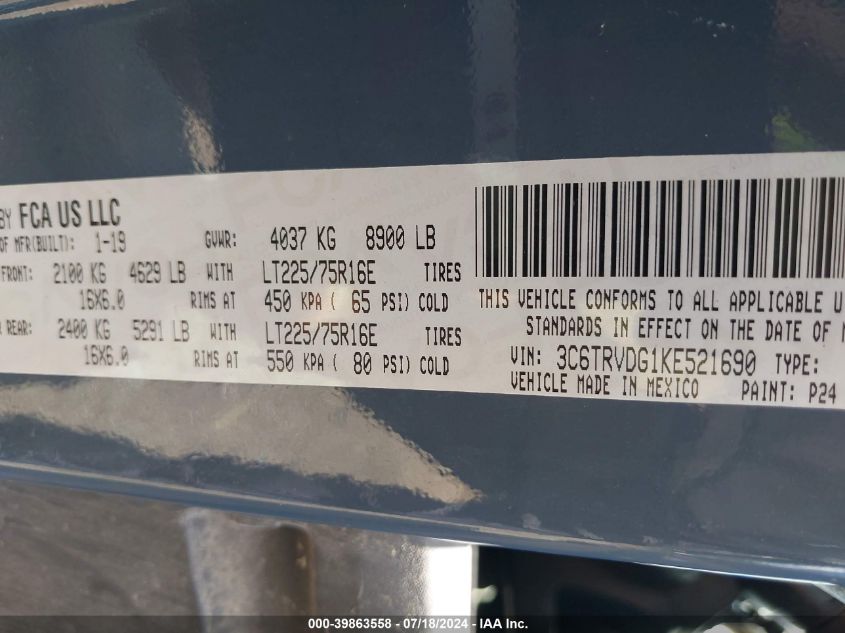 BY FCA US LLC
OF MFR(BUILT): 1-19 GVWR: 4037 KG 8900 LB
FRONT: 2100 KG 4629 LB WITH LT225/75R16E TIRES
16X6.0 RIMS AT 450 KPA ( 65 PSI) COLD
REAR: 2400 KG 5291 LB WITH LT225/75R16E TIRES
16X6.0 RIMS AT 550 KPA ( 80 PSI) COLD
THIS VEHICLE CONFORMS TO ALL APPLICABLE U
STANDARDS IN EFFECT ON THE DATE OF M
VIN: 3C6TRVDG1KE521690 TYPE:
VEHICLE MADE IN MEXICO PAINT: P24
000-39863558 - 07/18/2024 - IAA Inc.